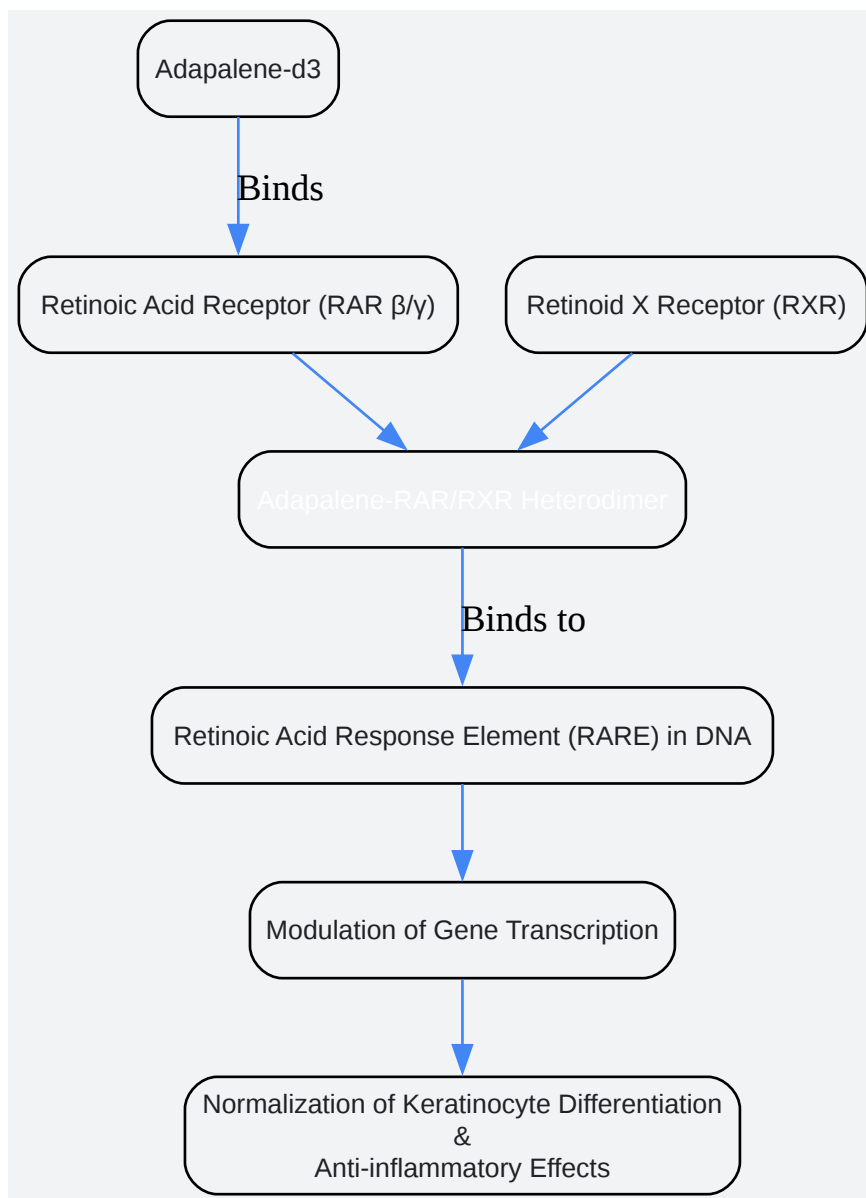 Adapalene-d3
Binds
Retinoic Acid Receptor (RAR β/γ)
Retinoid X Receptor (RXR)
Adapalene-RAR/RXR Heterodimer
Binds to
Retinoic Acid Response Element (RARE) in DNA
Modulation of Gene Transcription
Normalization of Keratinocyte Differentiation
&
Anti-inflammatory Effects